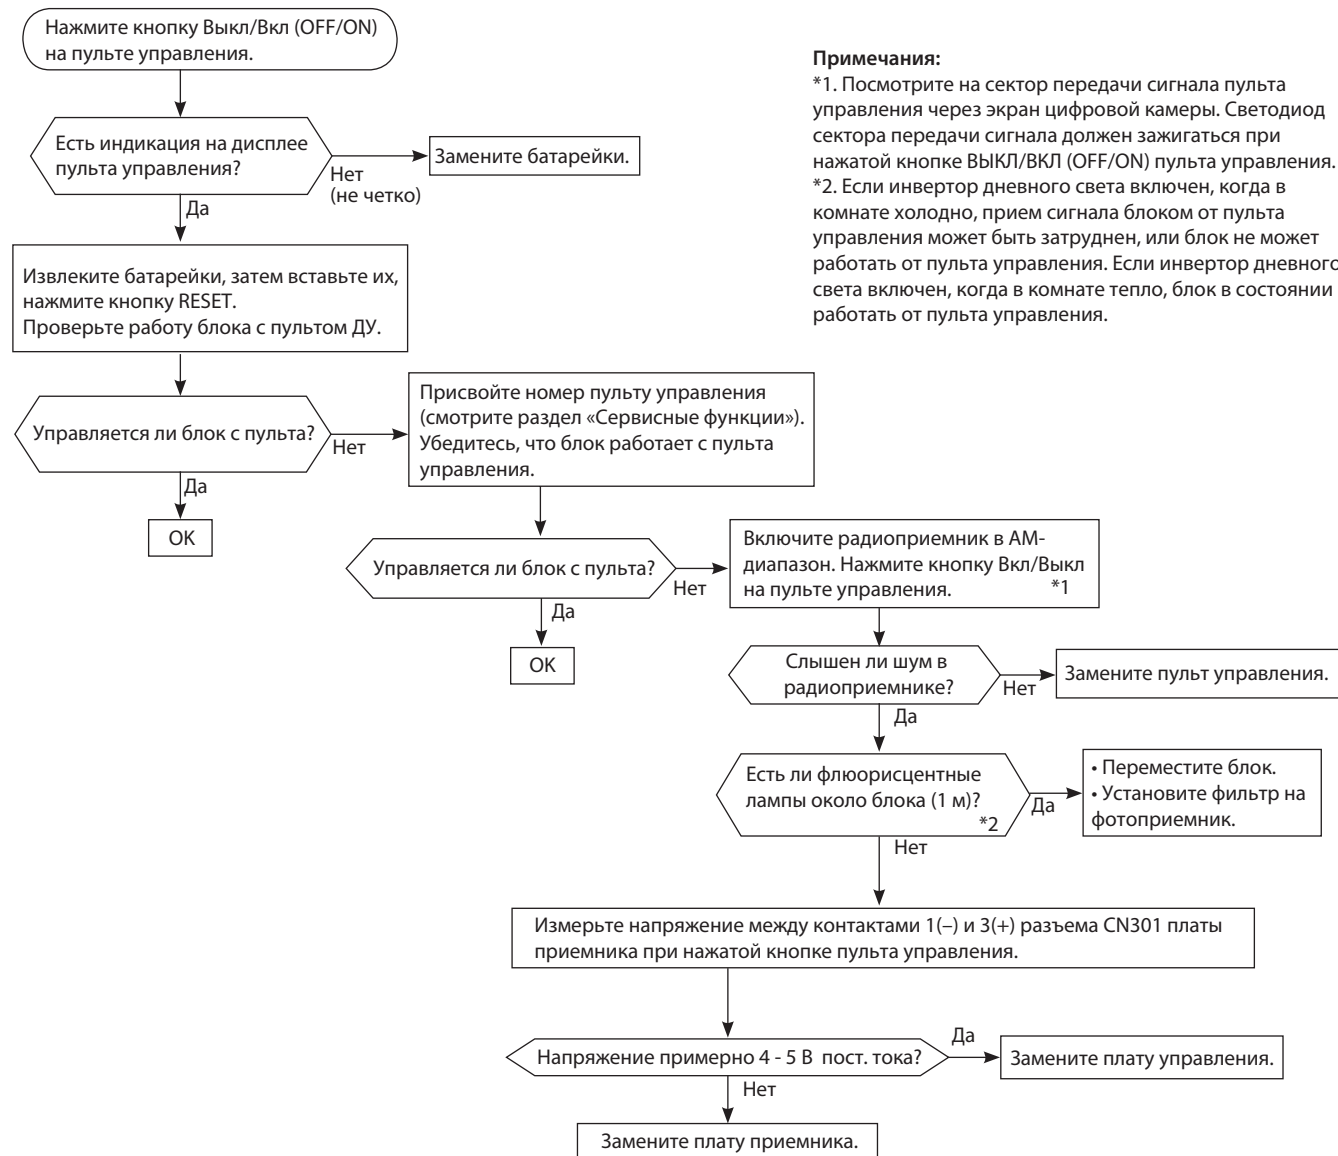 Нажмите кнопку Выкл/Вкл (OFF/ON)
на пульте управления.
Примечания:
*1. Посмотрите на сектор передачи сигнала пульта
управления через экран цифровой камеры. Светодиод
сектора передачи сигнала должен зажигаться при
нажатой кнопке ВЫКЛ/ВКЛ (OFF/ON) пульта управления.
*2. Если инвертор дневного света включен, когда в
комнате холодно, прием сигнала блоком от пульта
управления может быть затруднен, или блок не может
работать от пульта управления. Если инвертор дневного
света включен, когда в комнате тепло, блок в состоянии
работать от пульта управления.
Есть индикация на дисплее
пульта управления?
Нет
(не четко)
Замените батарейки.
Да
Извлеките батарейки, затем вставьте их,
нажмите кнопку RESET.
Проверьте работу блока с пультом ДУ.
Управляется ли блок с пульта?
Нет
Присвойте номер пульту управления
(смотрите раздел «Сервисные функции»).
Убедитесь, что блок работает с пульта
управления.
Да
OK
Управляется ли блок с пульта?
Нет
Включите радиоприемник в АМ-
диапазон. Нажмите кнопку Вкл/Выкл
на пульте управления. *1
Да
OK
Слышен ли шум в
радиоприемнике?
Нет
Замените пульт управления.
Да
Есть ли флюорисцентные
лампы около блока (1 м)?
*2
Да
• Переместите блок.
• Установите фильтр на
фотоприемник.
Нет
Измерьте напряжение между контактами 1(–) и 3(+) разъема CN301 платы
приемника при нажатой кнопке пульта управления.
Напряжение примерно 4 - 5 В пост. тока?
Да
Замените плату управления.
Нет
Замените плату приемника.